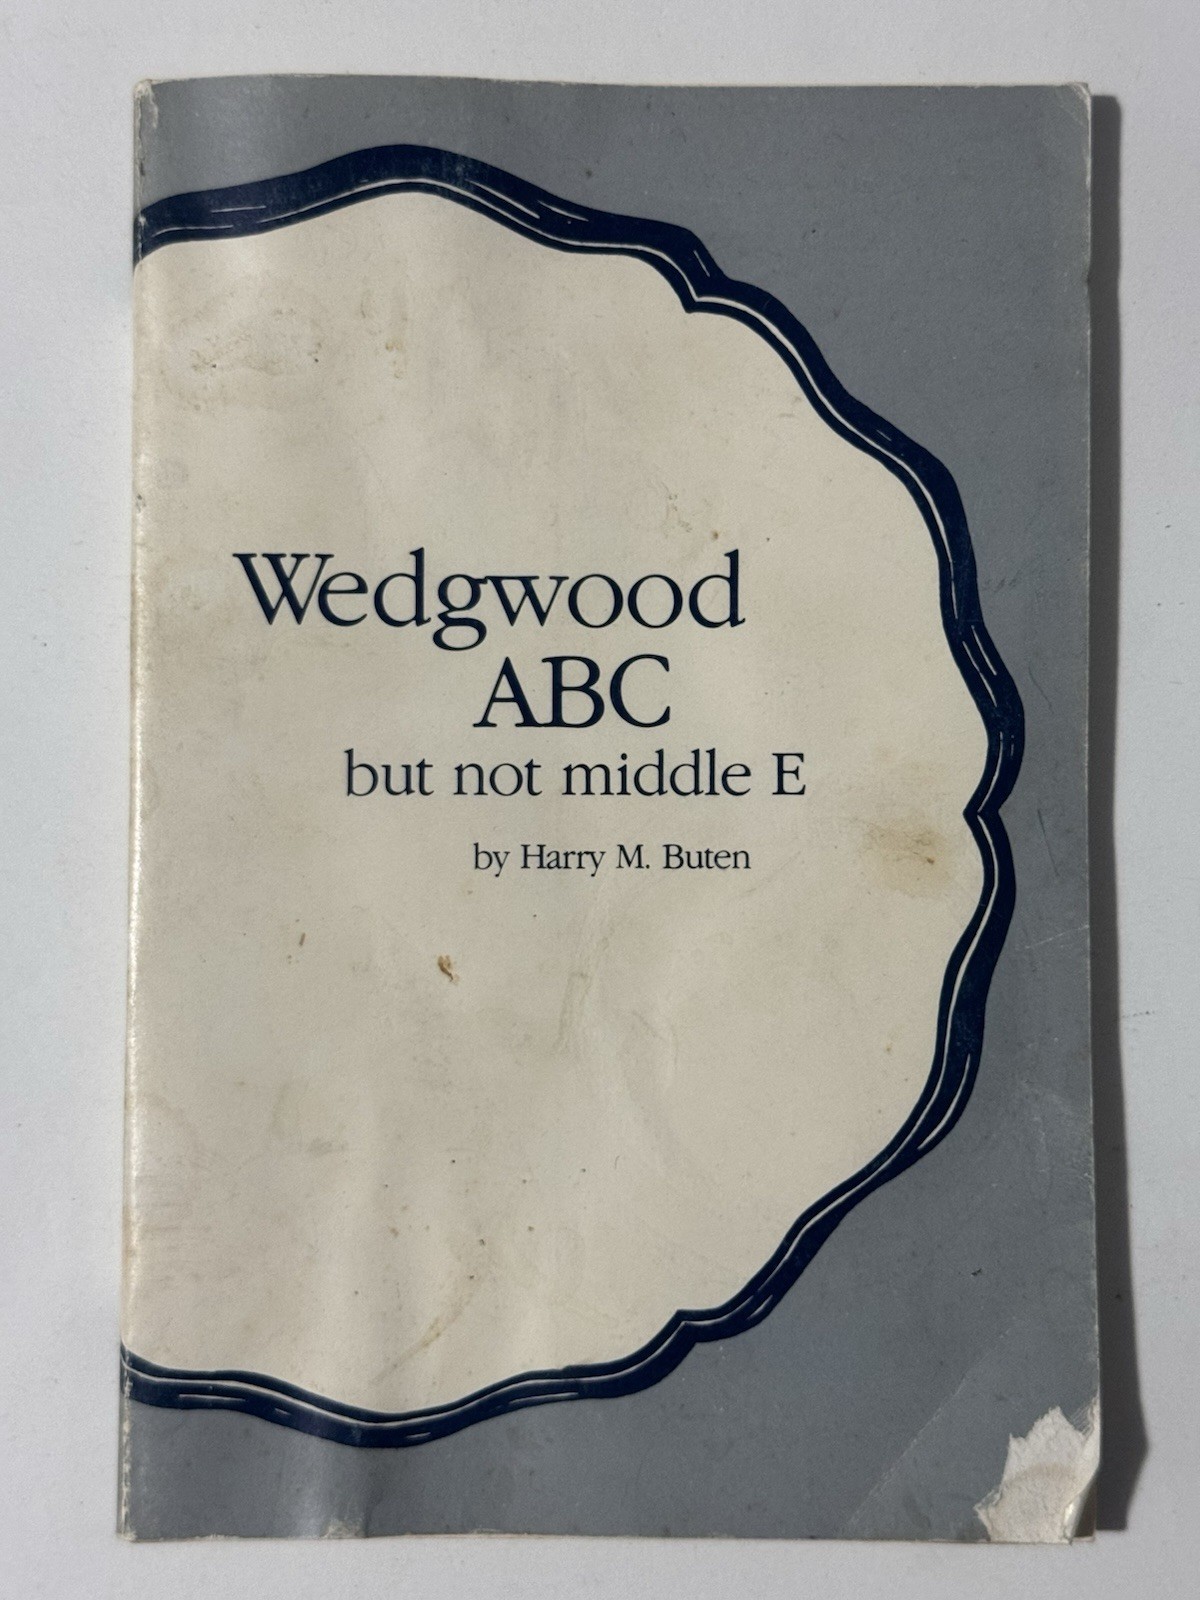 Wedgwood
ABC
but not middle E
by Harry M. Buten